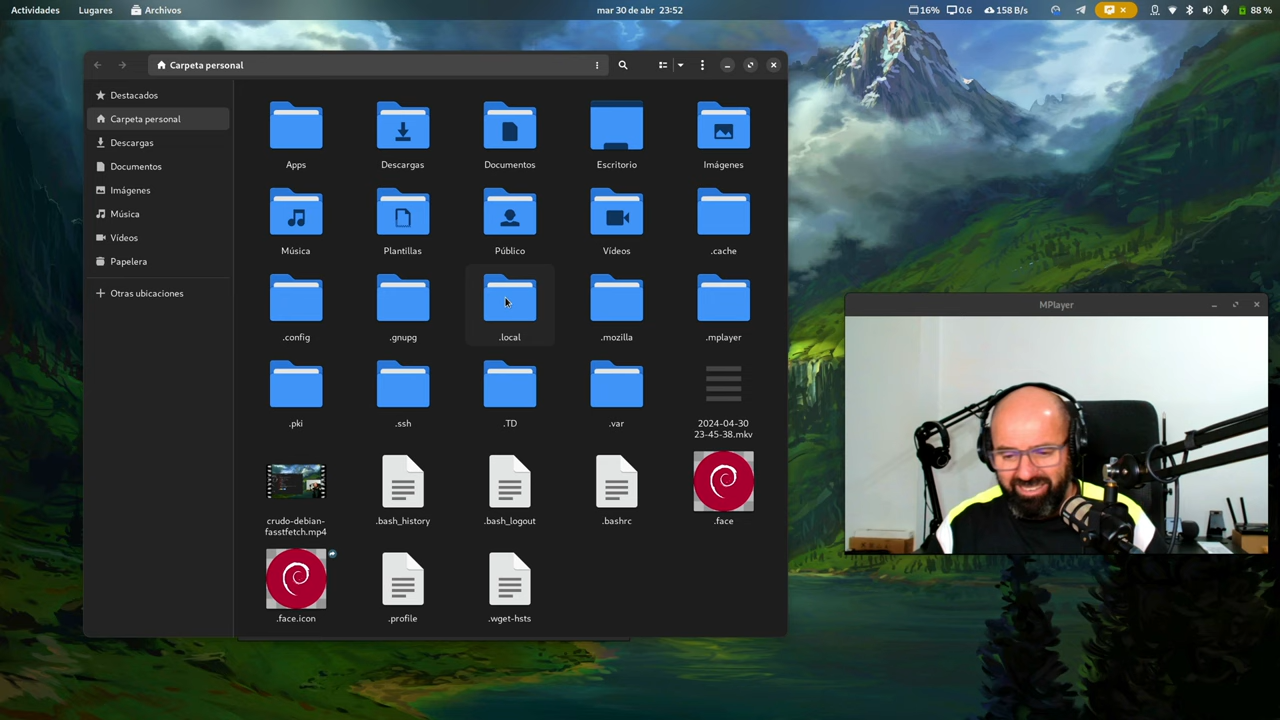 Actividades Lugares Archivos mar 30 de abr 23:52 16% 0.6 158 B/s 88 %
Carpeta personal
Destacados
Carpeta personal
Descargas
Documentos
Imágenes
Música
Vídeos
Papelera
Otras ubicaciones
Apps Descargas Documentos Escritorio Imágenes
Música Plantillas Público Vídeos .cache
.config .gnupg .local .mozilla .mplayer
.pki .ssh .TD .var 2024-04-30
23-45-38.mkv
crudo-debian- .bash_history .bash_logout .bashrc .face
fasstfetch.mp4
.face.icon .profile .wget-hsts
MPlayer